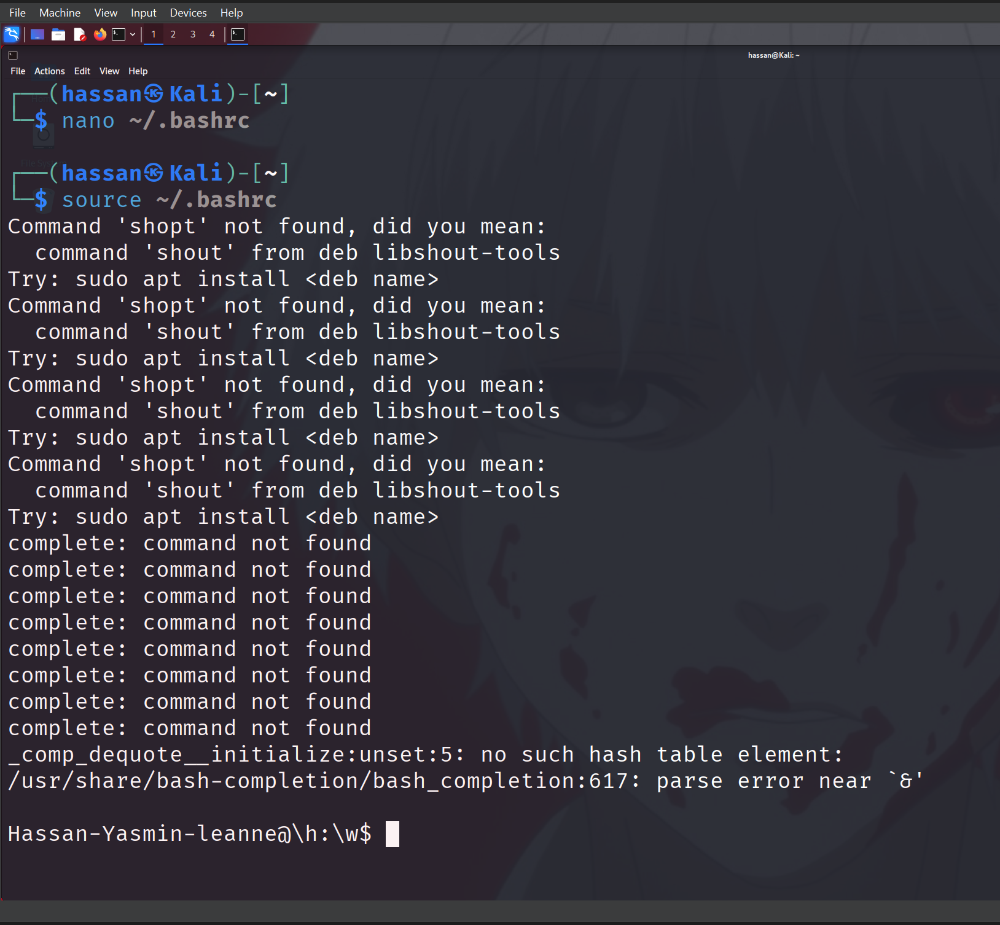 File Machine View Input Devices Help
1 2 3 4
hassan@Kali: ~
File Actions Edit View Help
┌──(hassan㉿Kali)-[~]
└─$ nano ~/.bashrc
File System
┌──(hassan㉿Kali)-[~]
└─$ source ~/.bashrc
Command 'shopt' not found, did you mean:
  command 'shout' from deb libshout-tools
Try: sudo apt install <deb name>
Command 'shopt' not found, did you mean:
  command 'shout' from deb libshout-tools
Try: sudo apt install <deb name>
Command 'shopt' not found, did you mean:
  command 'shout' from deb libshout-tools
Try: sudo apt install <deb name>
Command 'shopt' not found, did you mean:
  command 'shout' from deb libshout-tools
Try: sudo apt install <deb name>
complete: command not found
complete: command not found
complete: command not found
complete: command not found
complete: command not found
complete: command not found
complete: command not found
complete: command not found
_comp_dequote__initialize:unset:5: no such hash table element:
/usr/share/bash-completion/bash_completion:617: parse error near `&'
Hassan-Yasmin-leanne@\h:\w$